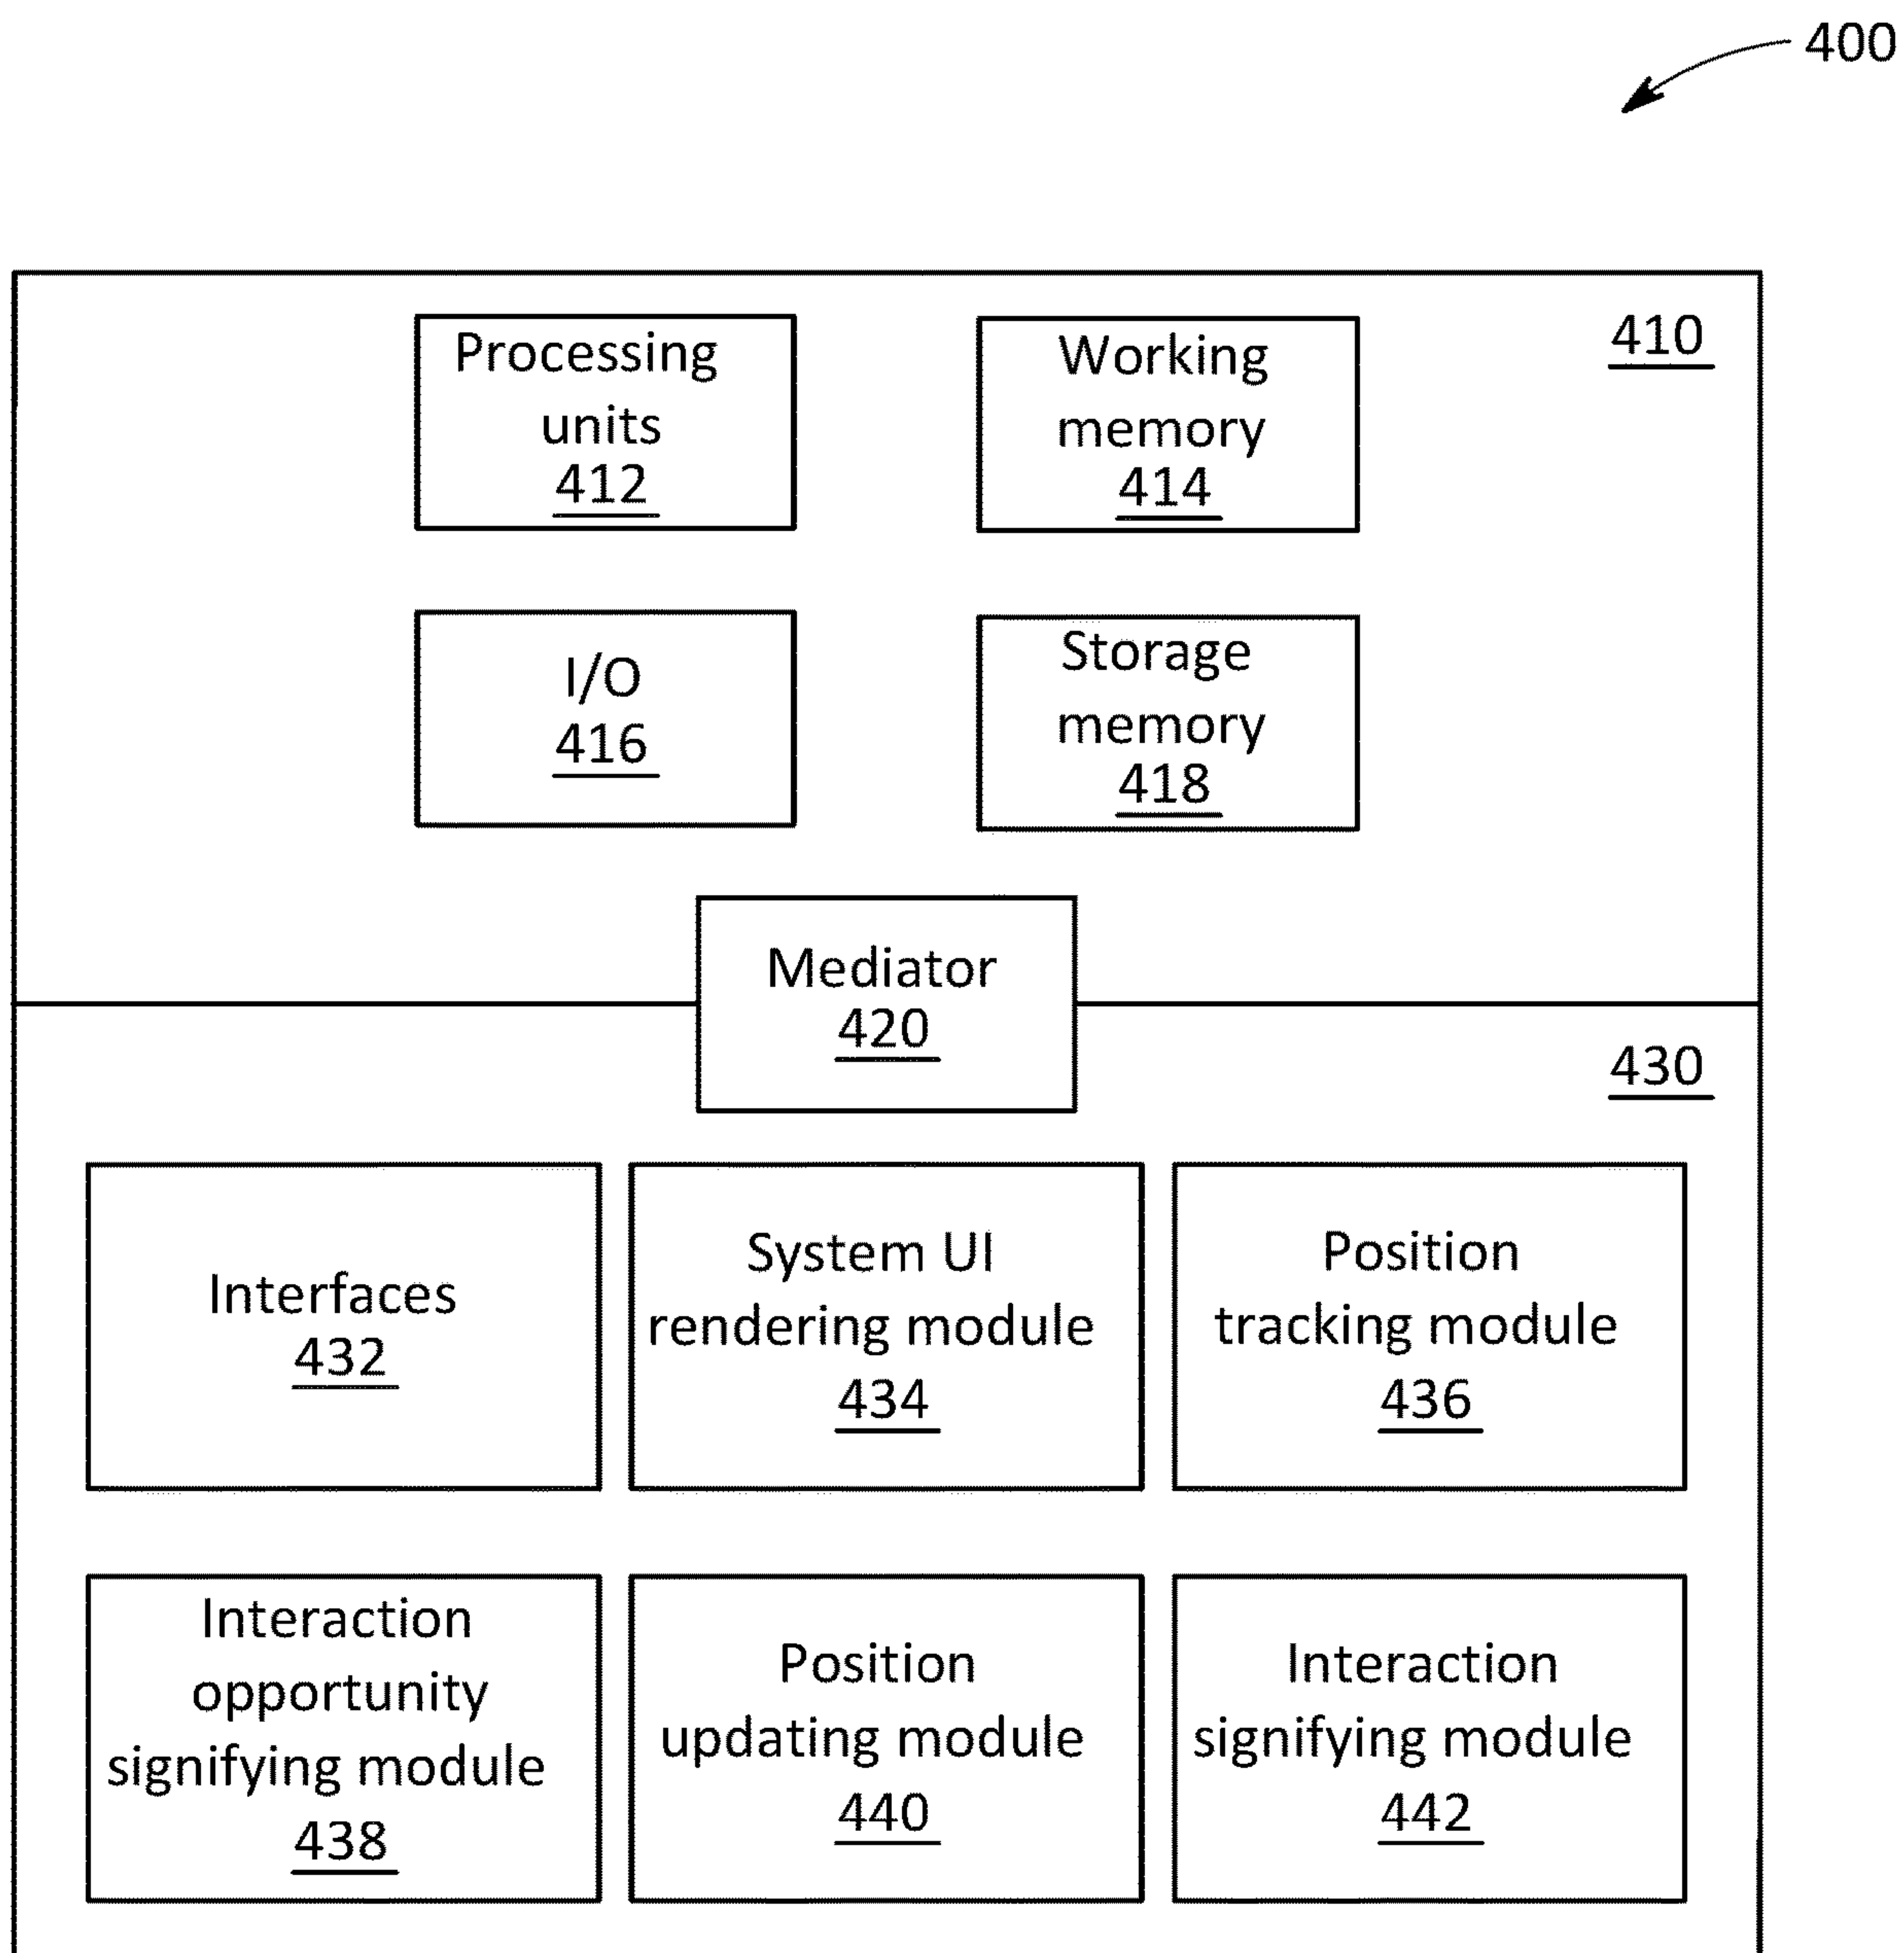 400
410
Processing
units
412
Working
memory
414
I/O
416
Storage
memory
418
Mediator
420
430
Interfaces
432
System UI
rendering module
434
Position
tracking module
436
Interaction
opportunity
signifying module
438
Position
updating module
440
Interaction
signifying module
442